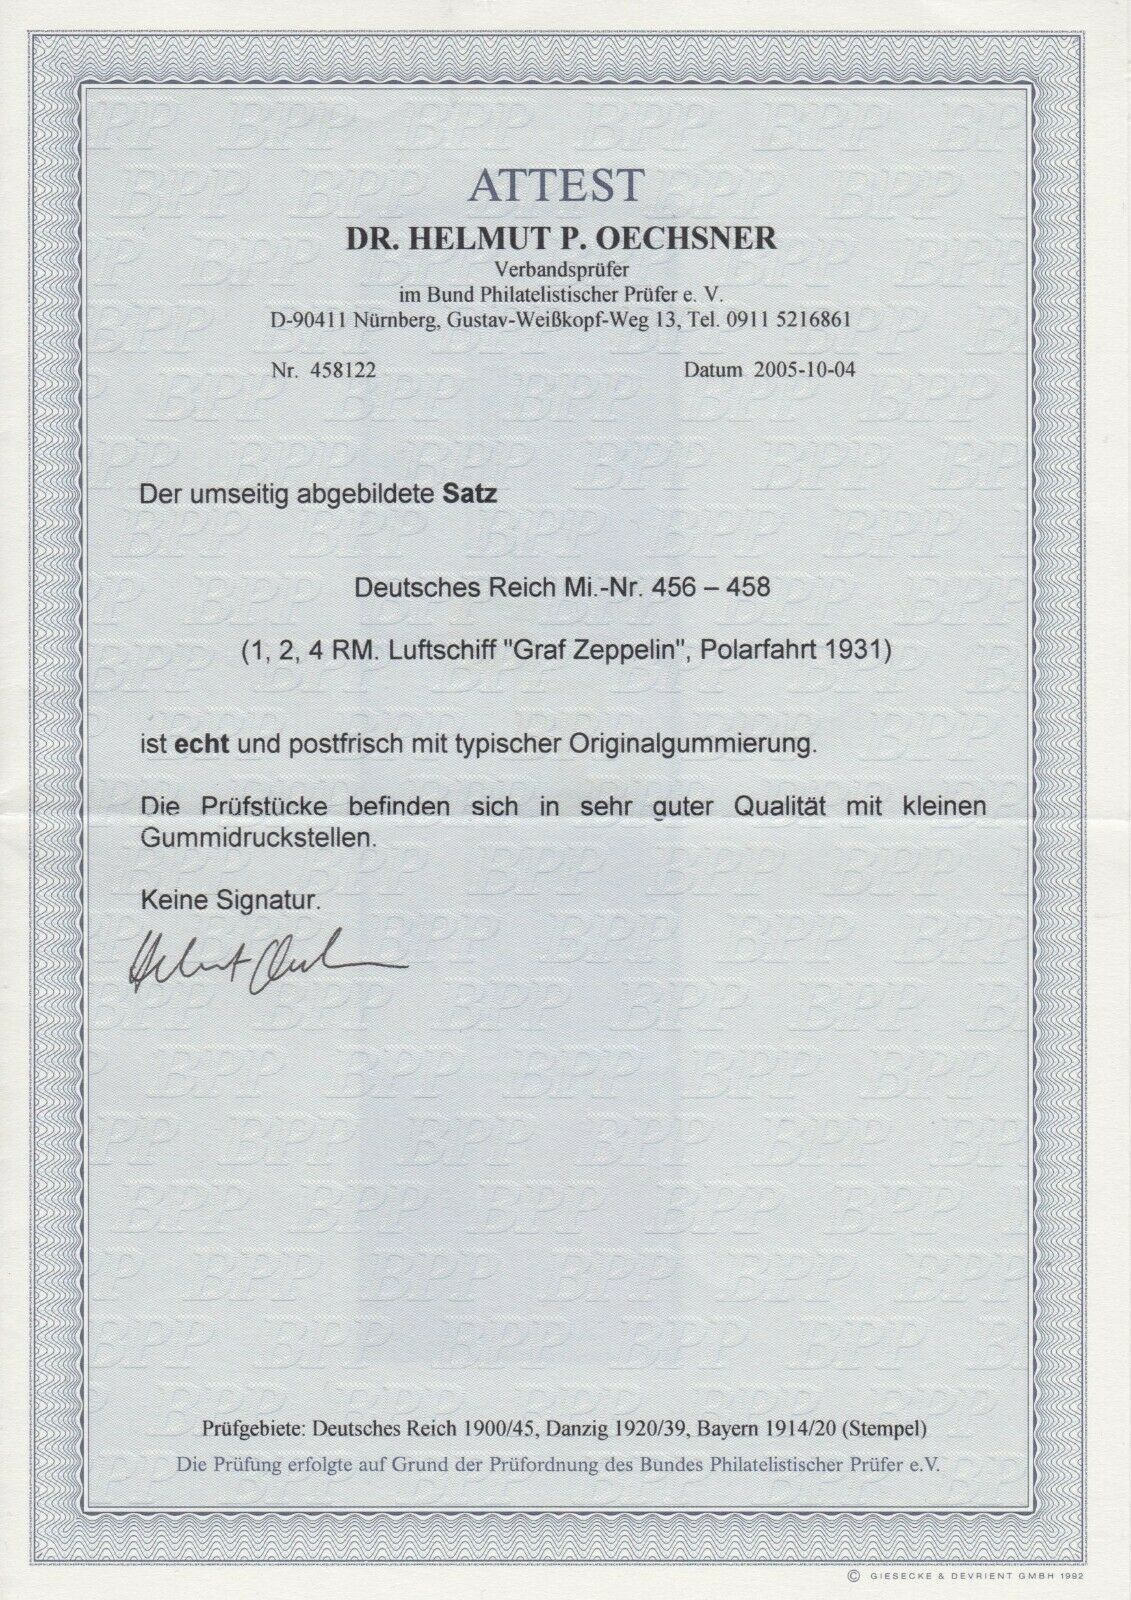 ATTEST
DR. HELMUT P. OECHSNER
Verbandsprüfer
im Bund Philatelistischer Prüfer e. V.
D-90411 Nürnberg, Gustav-Weißkopf-Weg 13, Tel. 0911 5216861
Nr. 458122 Datum 2005-10-04
Der umseitig abgebildete Satz
Deutsches Reich Mi.-Nr. 456 – 458
(1, 2, 4 RM. Luftschiff "Graf Zeppelin", Polarfahrt 1931)
ist echt und postfrisch mit typischer Originalgummierung.
Die Prüfstücke befinden sich in sehr guter Qualität mit kleinen
Gummidruckstellen.
Keine Signatur.
Prüfgebiete: Deutsches Reich 1900/45, Danzig 1920/39, Bayern 1914/20 (Stempel)
Die Prüfung erfolgte auf Grund der Prüfordnung des Bundes Philatelistischer Prüfer e.V.
© GIESECKE & DEVRIENT GMBH 1992